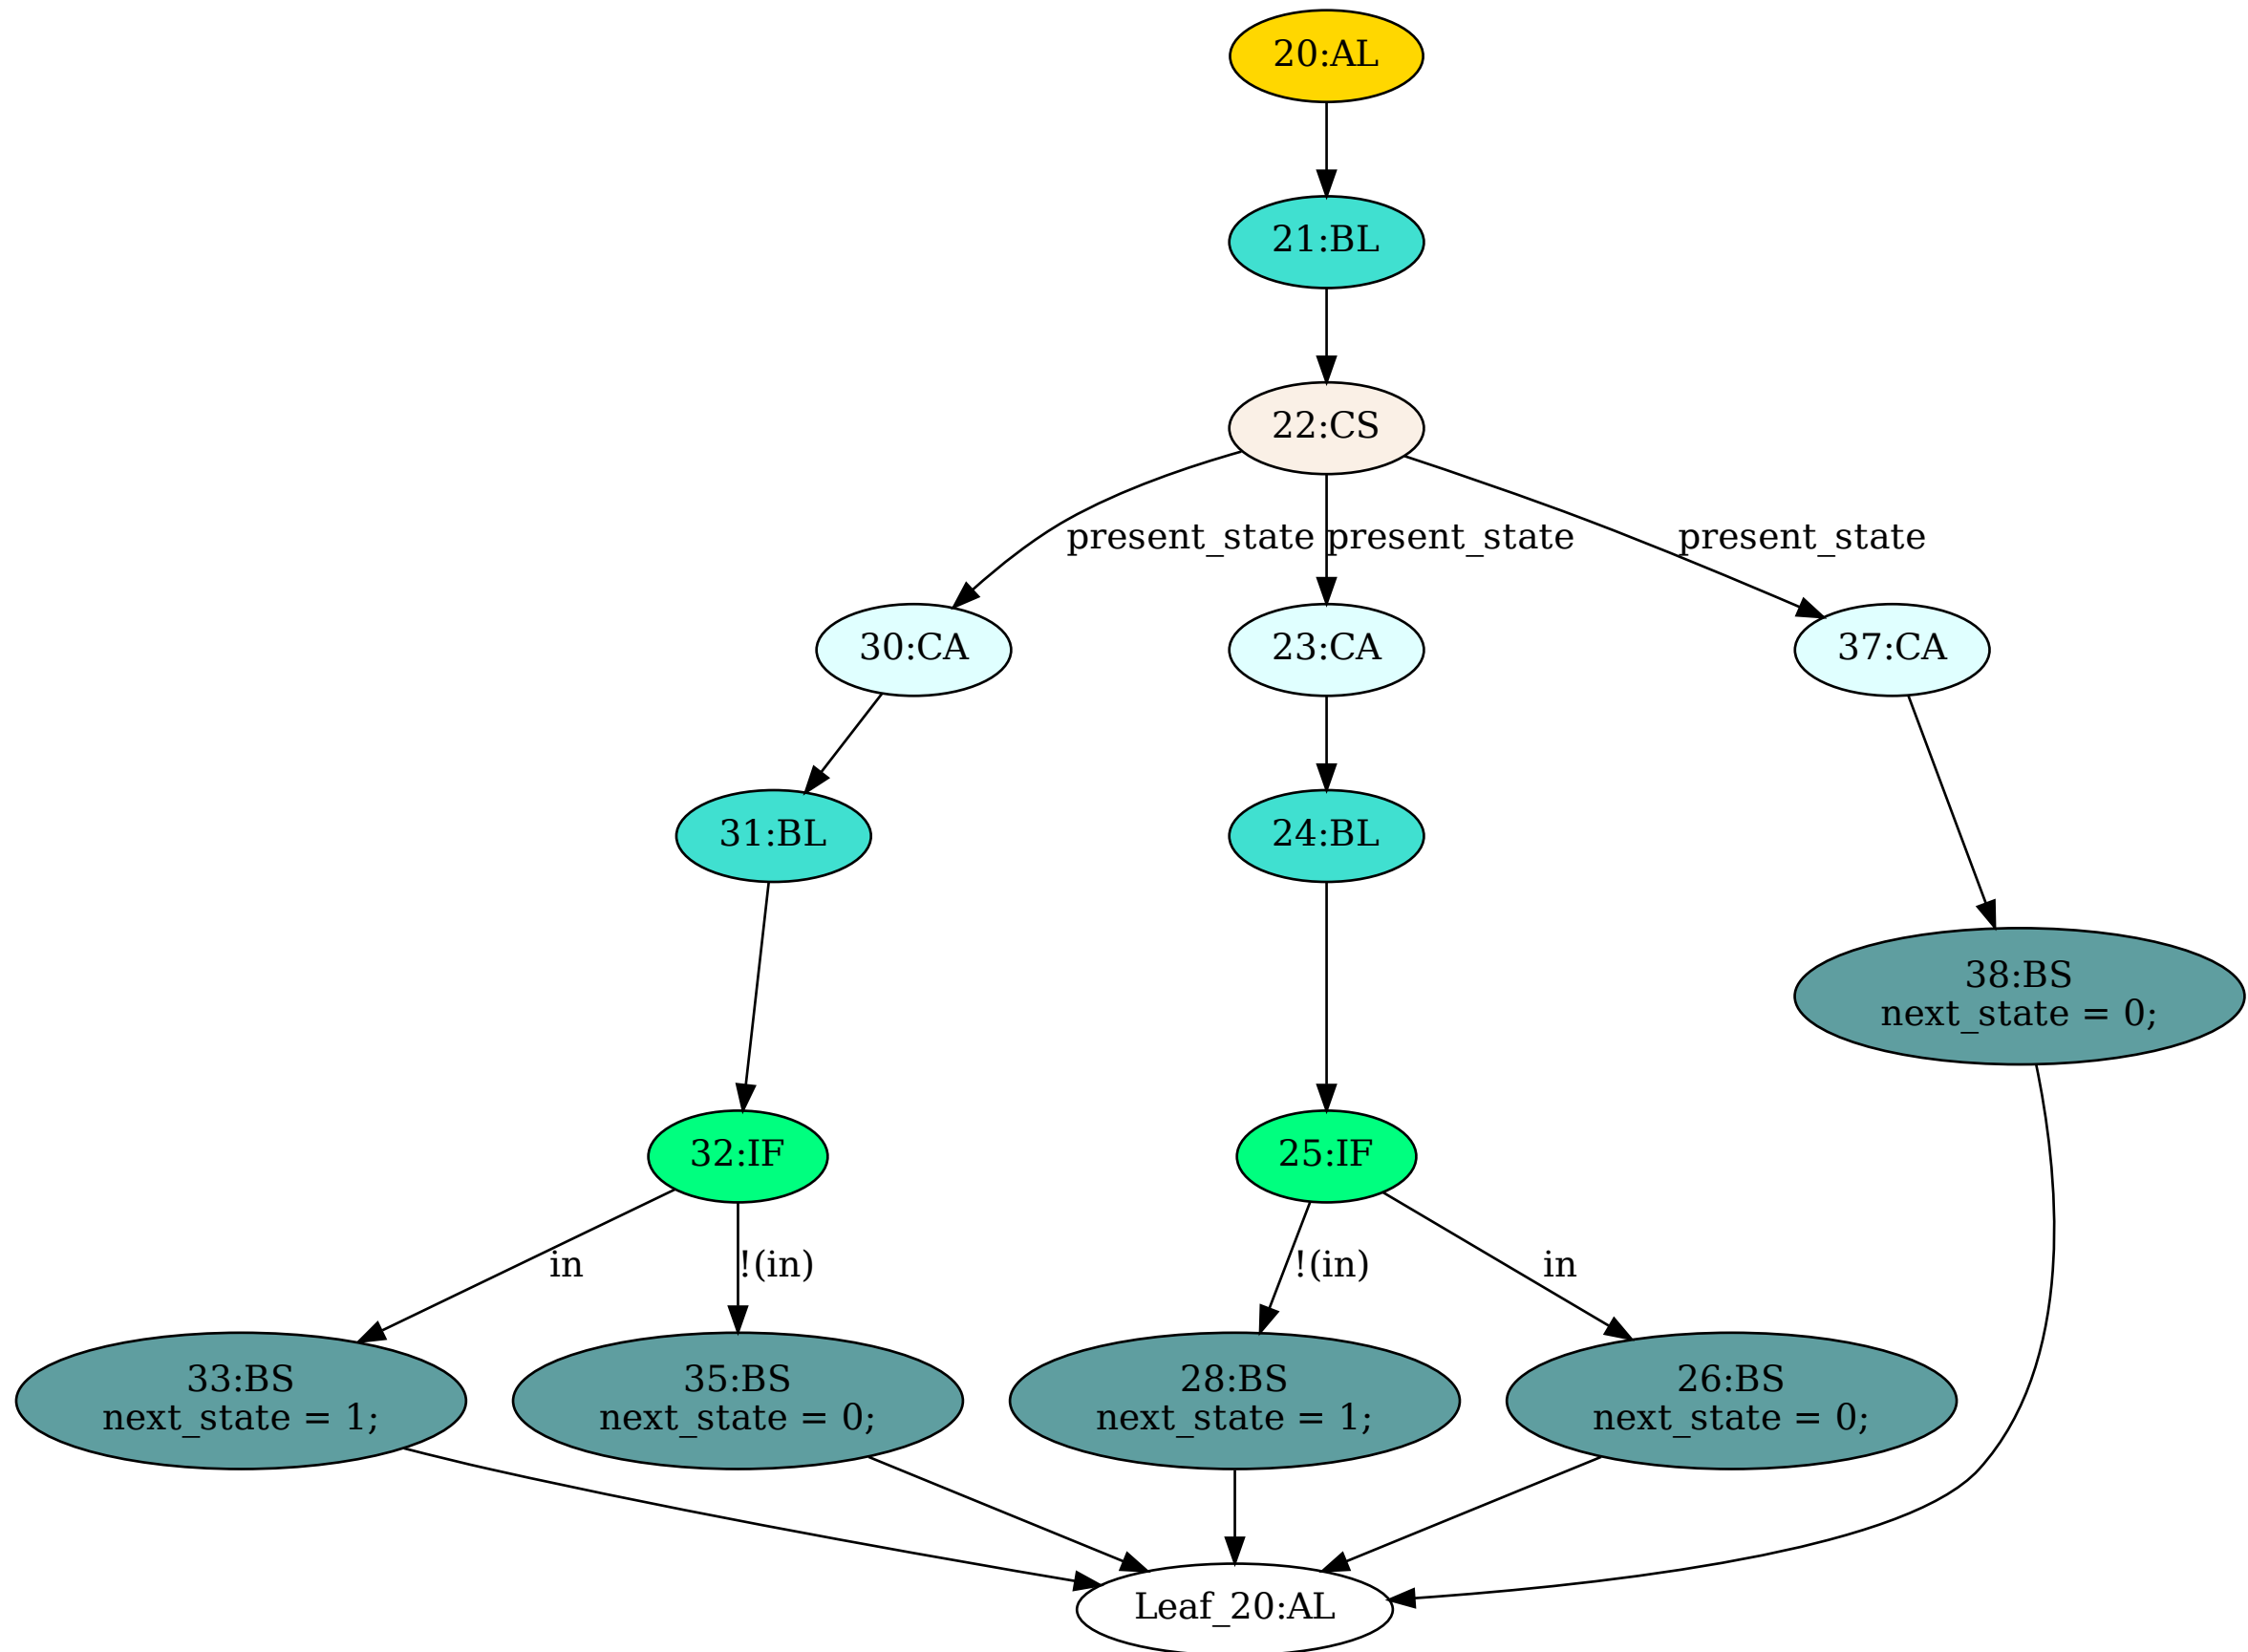 20:AL
21:BL
22:CS
present_state
present_state
present_state
30:CA
23:CA
37:CA
31:BL
24:BL
38:BS
next_state = 0;
32:IF
25:IF
in
!(in)
!(in)
in
33:BS
next_state = 1;
35:BS
next_state = 0;
28:BS
next_state = 1;
26:BS
next_state = 0;
Leaf_20:AL